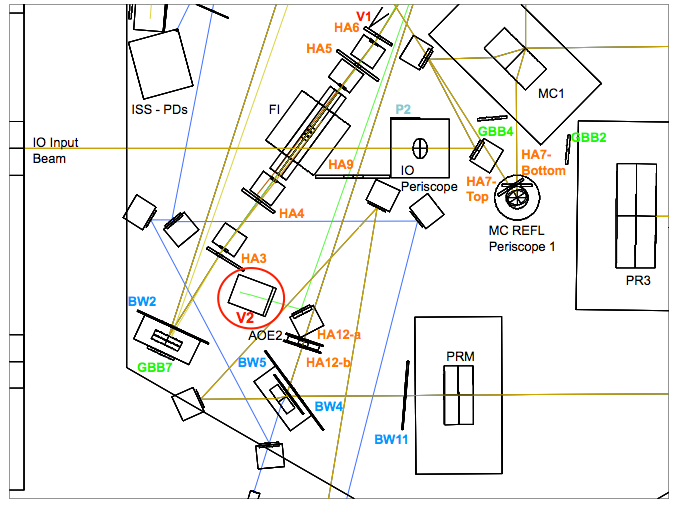 V1
HA6
HA5
MC1
ISS - PDs
FI
P2
GBB4
GBB2
IO Input
Beam
HA9
IO
Periscope
HA7-
Bottom
HA7-
Top
HA4
MC REFL
Periscope 1
HA3
PR3
BW2
V2
AOE2
HA12-a
HA12-b
GBB7
BW5
PRM
BW4
BW11